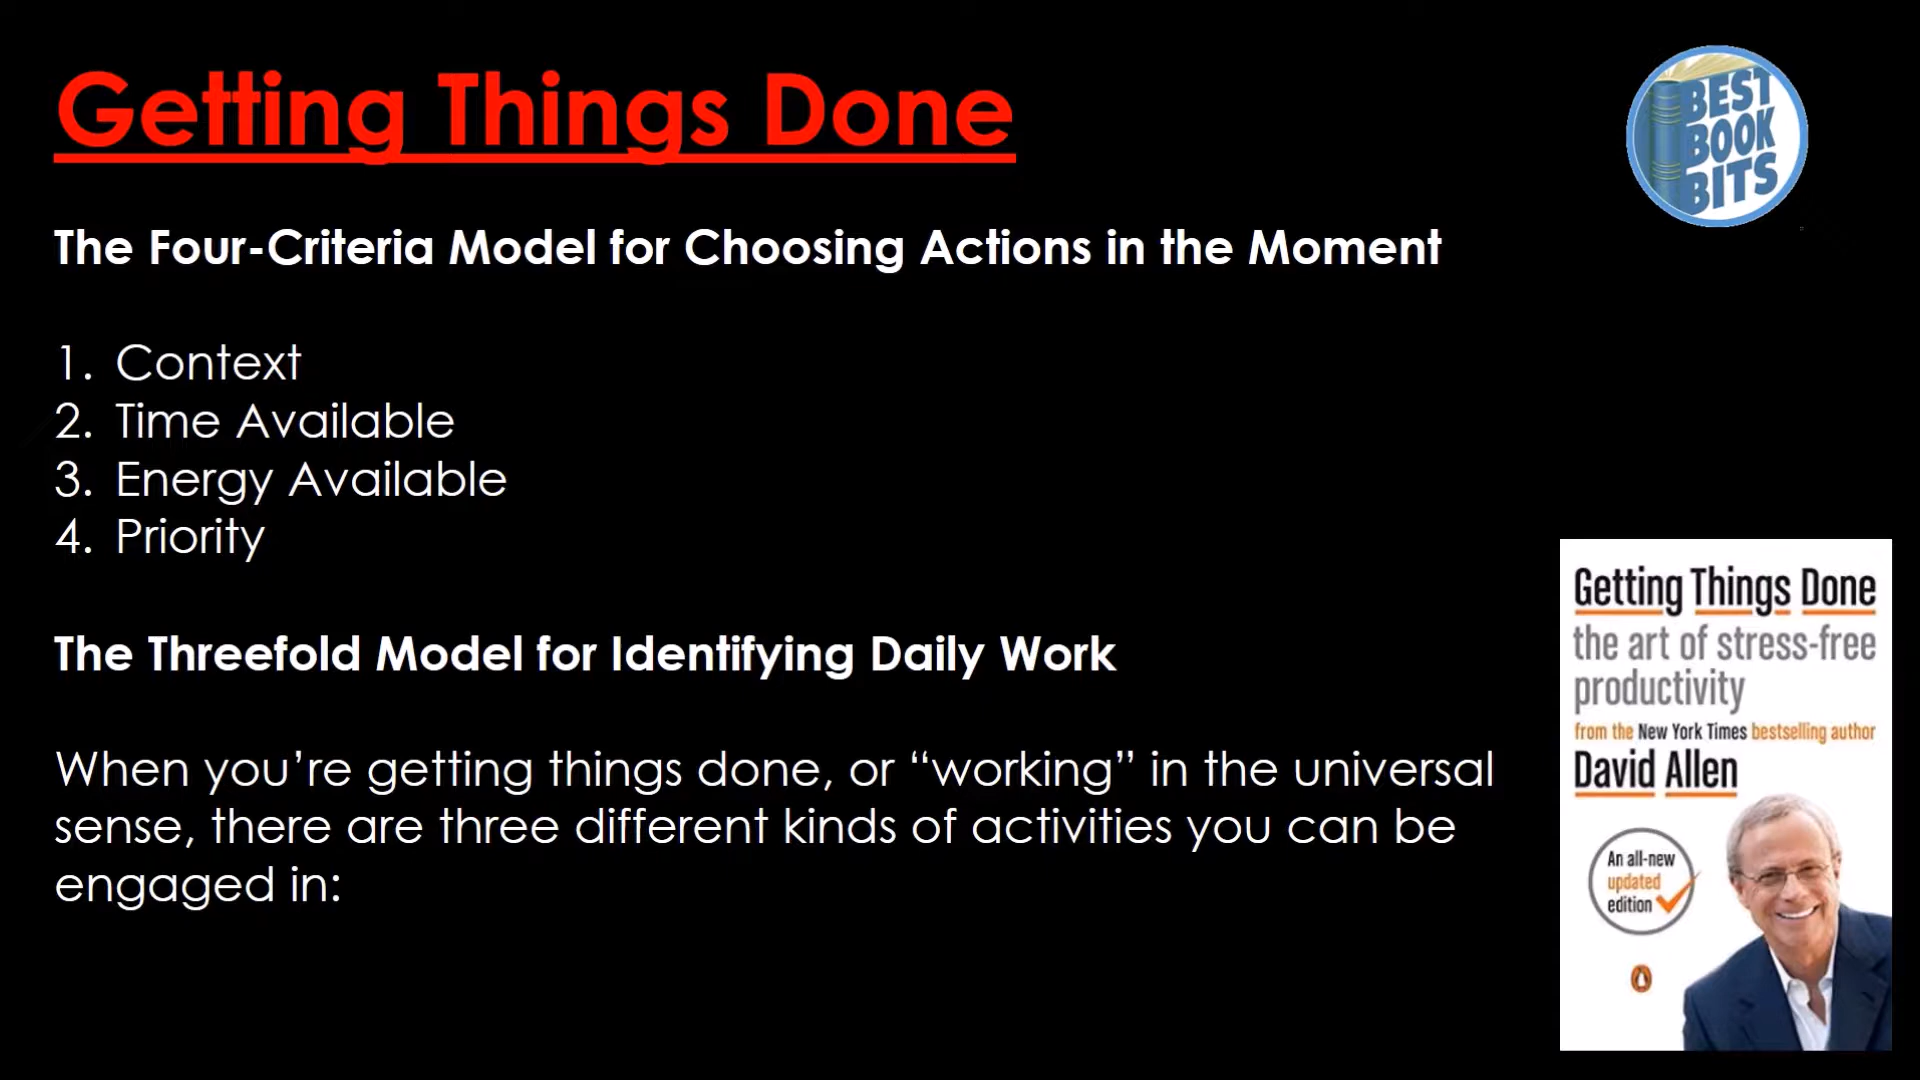 Getting Things Done
BEST
BOOK
BITS
The Four-Criteria Model for Choosing Actions in the Moment
1. Context
2. Time Available
3. Energy Available
4. Priority
The Threefold Model for Identifying Daily Work
When you’re getting things done, or “working” in the universal
sense, there are three different kinds of activities you can be
engaged in:
Getting Things Done
the art of stress-free
productivity
from the New York Times bestselling author
David Allen
An all-new
updated
edition